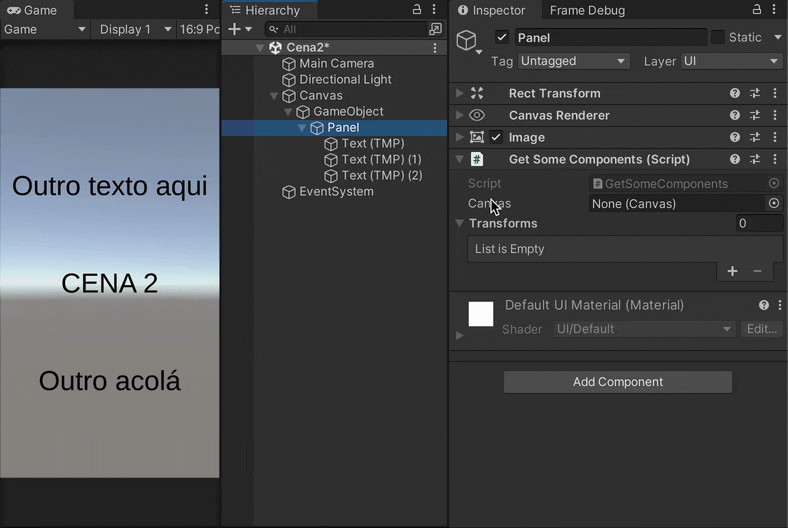 Game
Game
Display 1
16:9 Po
Outro texto aqui
CENA 2
Outro acolá
Hierarchy
All
Cena2*
Main Camera
Directional Light
Canvas
GameObject
Panel
Text (TMP)
Text (TMP) (1)
Text (TMP) (2)
EventSystem
Inspector
Frame Debug
Panel
Static
Tag
Untagged
Layer
UI
Rect Transform
Canvas Renderer
Image
#
Get Some Components (Script)
Script
#
GetSomeComponents
Canvas
None (Canvas)
Transforms
0
List is Empty
Default UI Material (Material)
Shader
UI/Default
Edit...
Add Component